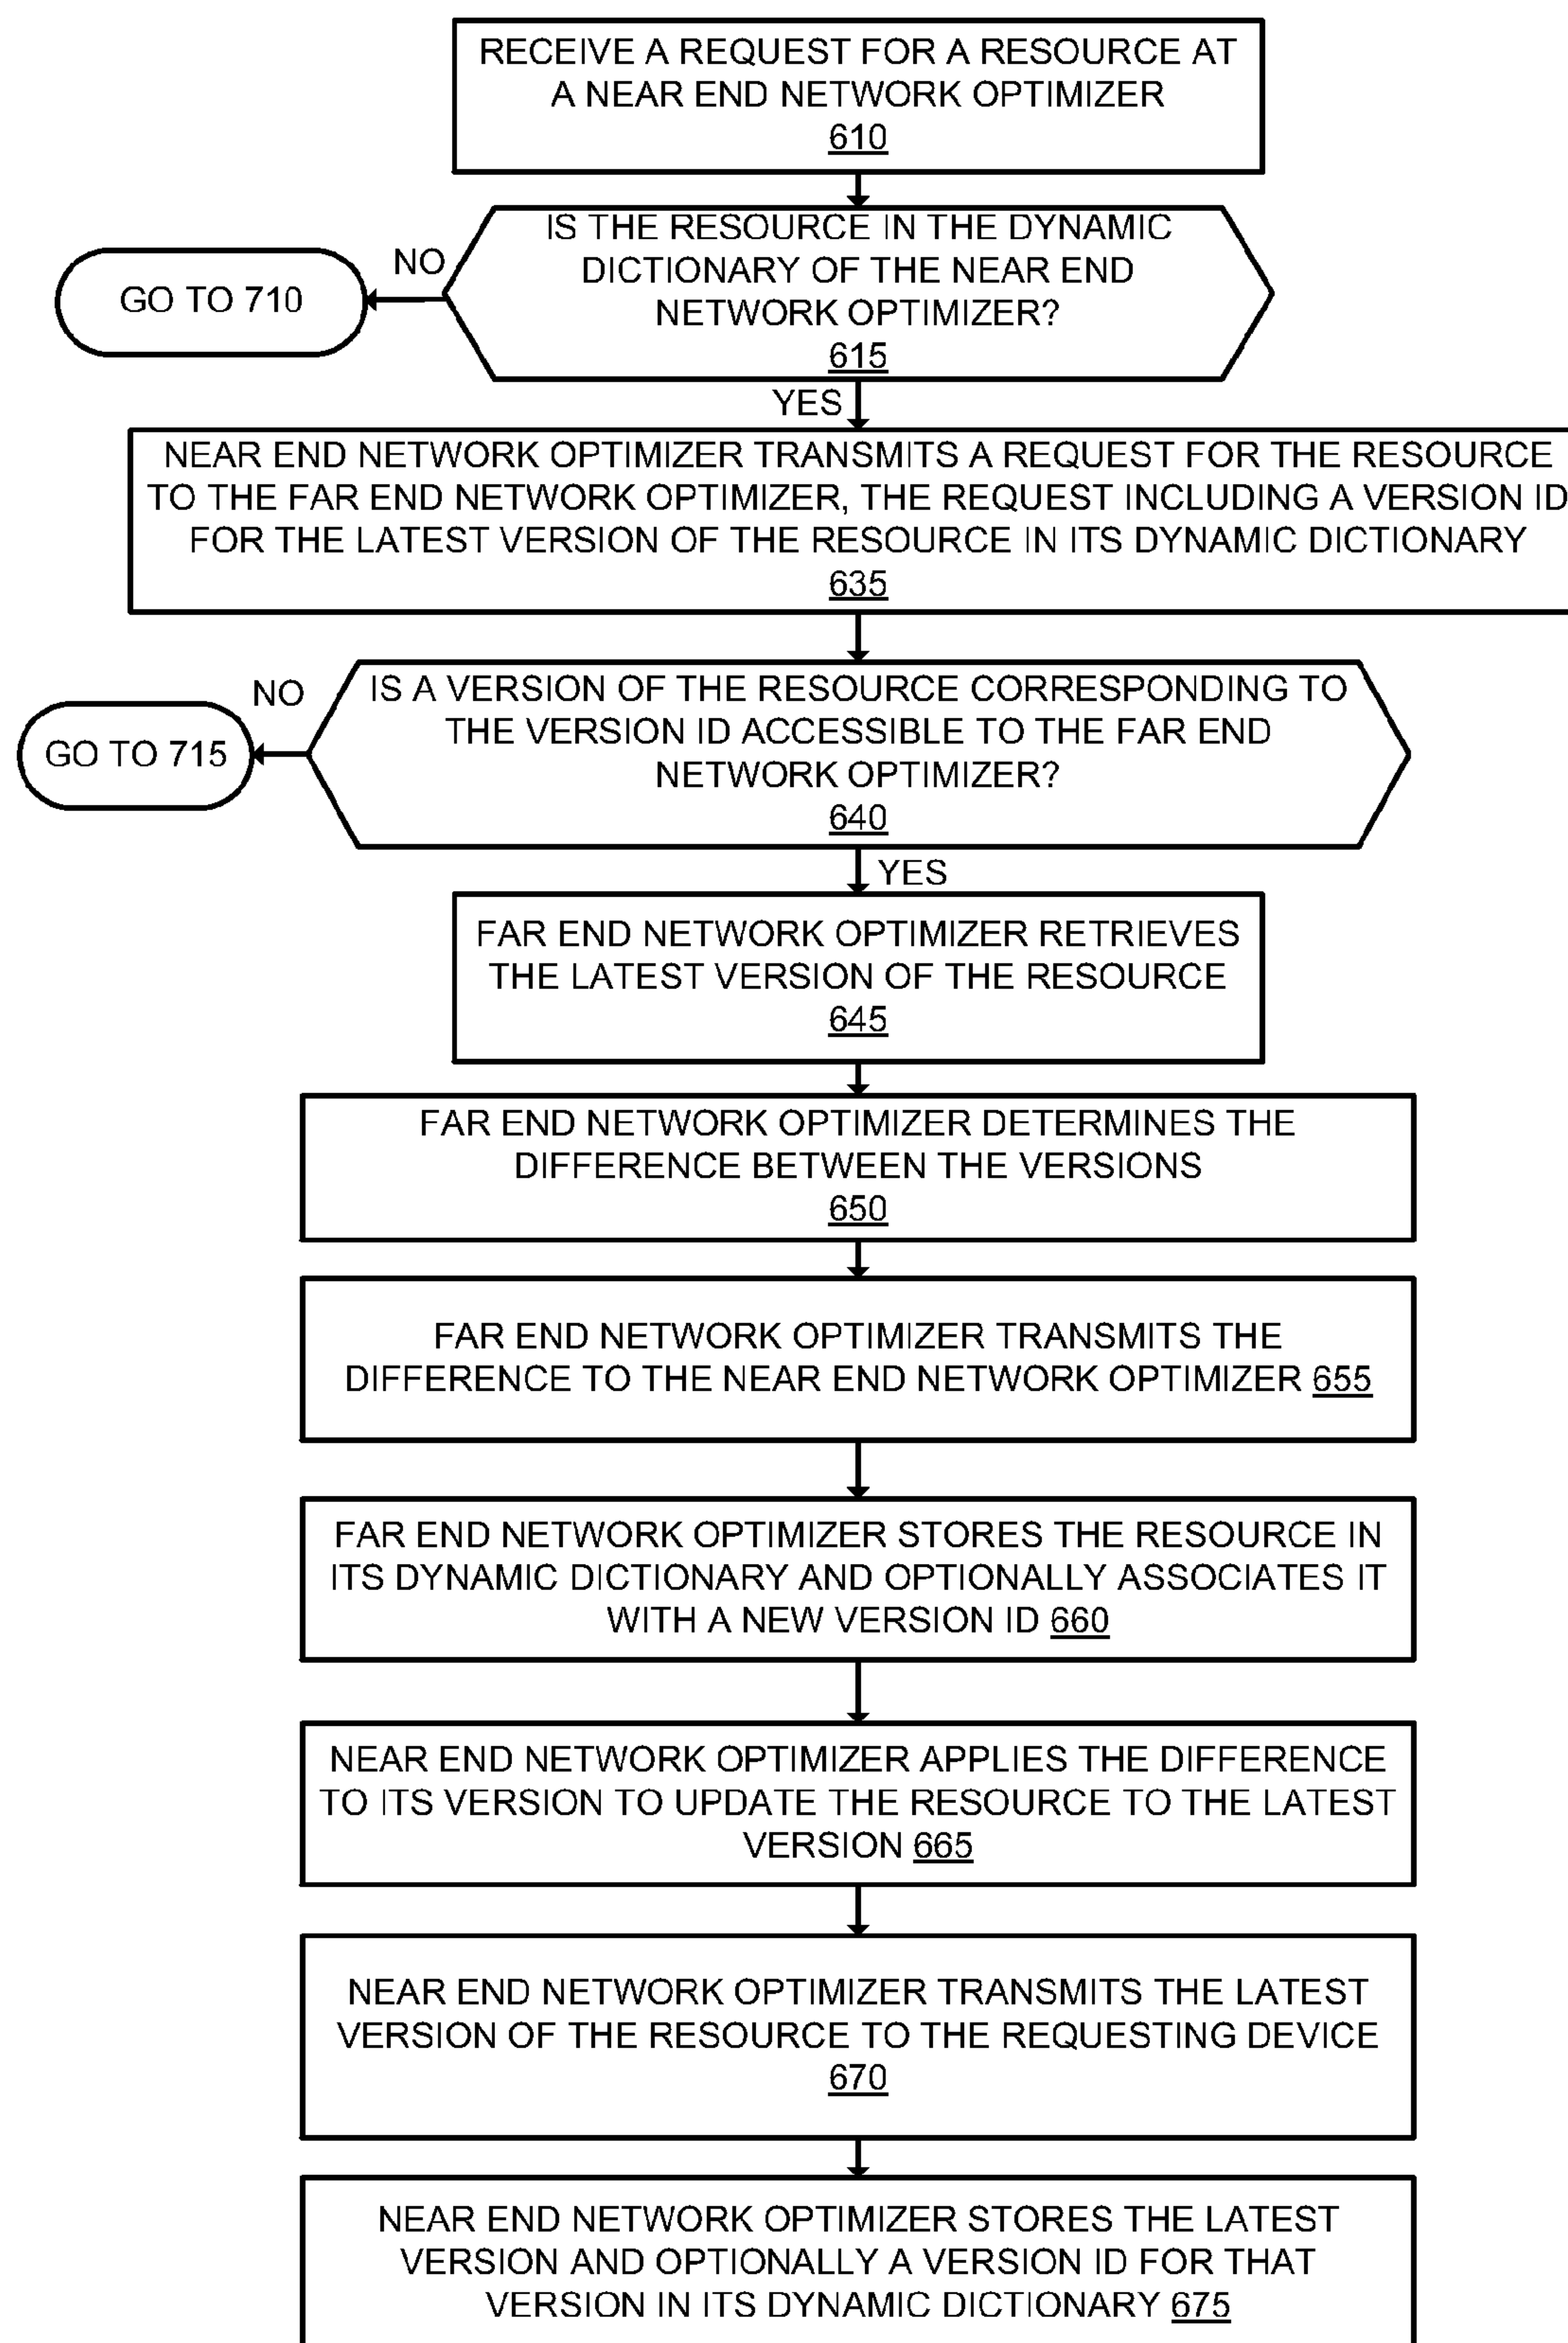 RECEIVE A REQUEST FOR A RESOURCE AT
A NEAR END NETWORK OPTIMIZER
610
IS THE RESOURCE IN THE DYNAMIC
DICTIONARY OF THE NEAR END
NETWORK OPTIMIZER?
615
NO
GO TO 710
YES
NEAR END NETWORK OPTIMIZER TRANSMITS A REQUEST FOR THE RESOURCE
TO THE FAR END NETWORK OPTIMIZER, THE REQUEST INCLUDING A VERSION ID
FOR THE LATEST VERSION OF THE RESOURCE IN ITS DYNAMIC DICTIONARY
635
IS A VERSION OF THE RESOURCE CORRESPONDING TO
THE VERSION ID ACCESSIBLE TO THE FAR END
NETWORK OPTIMIZER?
640
NO
GO TO 715
YES
FAR END NETWORK OPTIMIZER RETRIEVES
THE LATEST VERSION OF THE RESOURCE
645
FAR END NETWORK OPTIMIZER DETERMINES THE
DIFFERENCE BETWEEN THE VERSIONS
650
FAR END NETWORK OPTIMIZER TRANSMITS THE
DIFFERENCE TO THE NEAR END NETWORK OPTIMIZER 655
FAR END NETWORK OPTIMIZER STORES THE RESOURCE IN
ITS DYNAMIC DICTIONARY AND OPTIONALLY ASSOCIATES IT
WITH A NEW VERSION ID 660
NEAR END NETWORK OPTIMIZER APPLIES THE DIFFERENCE
TO ITS VERSION TO UPDATE THE RESOURCE TO THE LATEST
VERSION 665
NEAR END NETWORK OPTIMIZER TRANSMITS THE LATEST
VERSION OF THE RESOURCE TO THE REQUESTING DEVICE
670
NEAR END NETWORK OPTIMIZER STORES THE LATEST
VERSION AND OPTIONALLY A VERSION ID FOR THAT
VERSION IN ITS DYNAMIC DICTIONARY 675